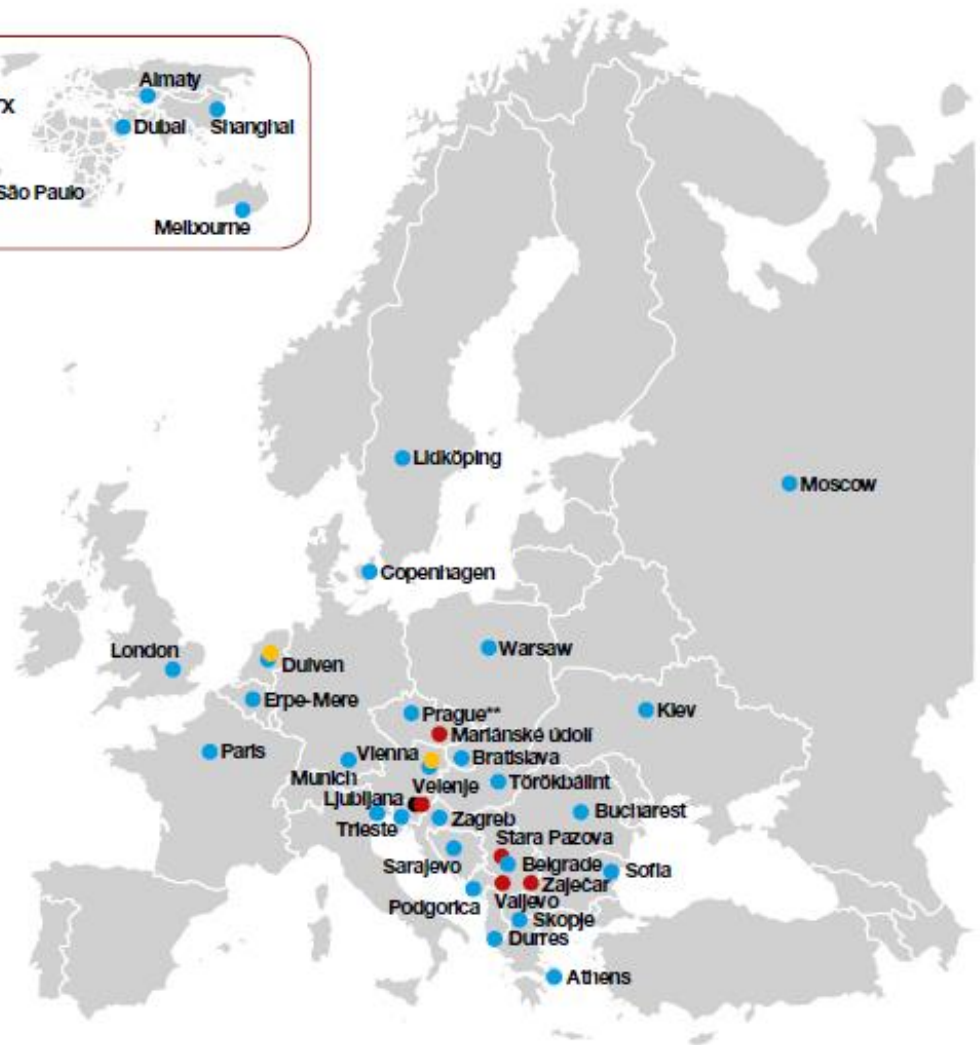 Almaty
Dubai
Shanghai
São Paulo
Melbourne
Lidköping
Moscow
Copenhagen
London
Duiven
Warsaw
Erpe-Mere
Prague**
Kiev
Mariánské údolí
Paris
Vienna
Bratislava
Munich
Velenje
Törökbálint
Ljubljana
Bucharest
Trieste
Zagreb
Stara Pazova
Sarajevo
Belgrade
Sofia
Zaječar
Podgorica
Valjevo
Skopje
Durres
Athens